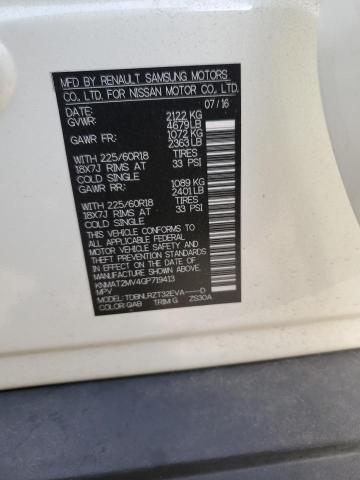 MFD BY RENAULT SAMSUNG MOTORS
CO., LTD. FOR NISSAN MOTOR CO., LTD.
DATE: 07/16
GVWR: 2122 KG
4679 LB
GAWR FR: 1072 KG
2363 LB
WITH 225/60R18 TIRES
18X7J RIMS AT 33 PSI
COLD SINGLE
GAWR RR: 1089 KG
2401 LB
WITH 225/60R18 TIRES
18X7J RIMS AT 33 PSI
COLD SINGLE
THIS VEHICLE CONFORMS TO ALL
APPLICABLE FEDERAL MOTOR
VEHICLE SAFETY, BUMPER, AND
THEFT PREVENTION STANDARDS
IN EFFECT ON THE DATE OF
MANUFACTURE SHOWN ABOVE.
KNMAT2MV4GP719413
MPV
MODEL: TDBNLRZT32EVA----D
COLOR: QAB TRIM: G ZS30A